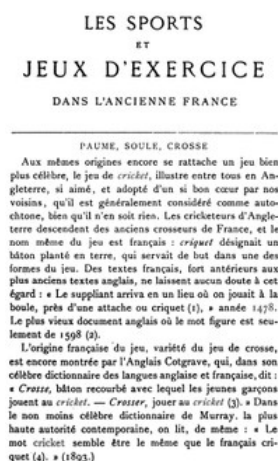 LES SPORTS
ET
JEUX D'EXERCICE
DANS L'ANCIENNE FRANCE
PAUME, SOULE, CROSSE
Aux mêmes origines encore se rattache un jeu bien
plus célèbre, le jeu de cricket, illustre entre tous en An-
gleterre, si aimé, et adopté d'un si bon cœur par nos
voisins, qu'il est généralement considéré comme auto-
chtone, bien qu'il n'en soit rien. Les cricketeurs d'Angle-
terre descendent des anciens crosseurs de France, et le
nom même du jeu est français : criquet désignait un
bâton planté en terre, qui servait de but dans une des
formes du jeu. Des textes français, fort antérieurs aux
plus anciens textes anglais, ne laissent aucun doute à cet
égard : « Le suppliant arriva en un lieu où on jouait à la
boule, près d'une attache ou criquet (1), » année 1478.
Le plus vieux document anglais où le mot figure est seu-
lement de 1598 (2).
L'origine française du jeu, variété du jeu de crosse,
est encore montrée par l'Anglais Cotgrave, qui, dans son
célèbre dictionnaire des langues anglaise et française, dit :
« Crosse, bâton recourbé avec lequel les jeunes garçons
jouent au cricket. — Crosser, jouer au cricket (3). » Dans
le non moins célèbre dictionnaire de Murray, la plus
haute autorité contemporaine, on lit, de même : « Le
mot cricket semble être le même que le français cri-
quet (4). » (1893.)